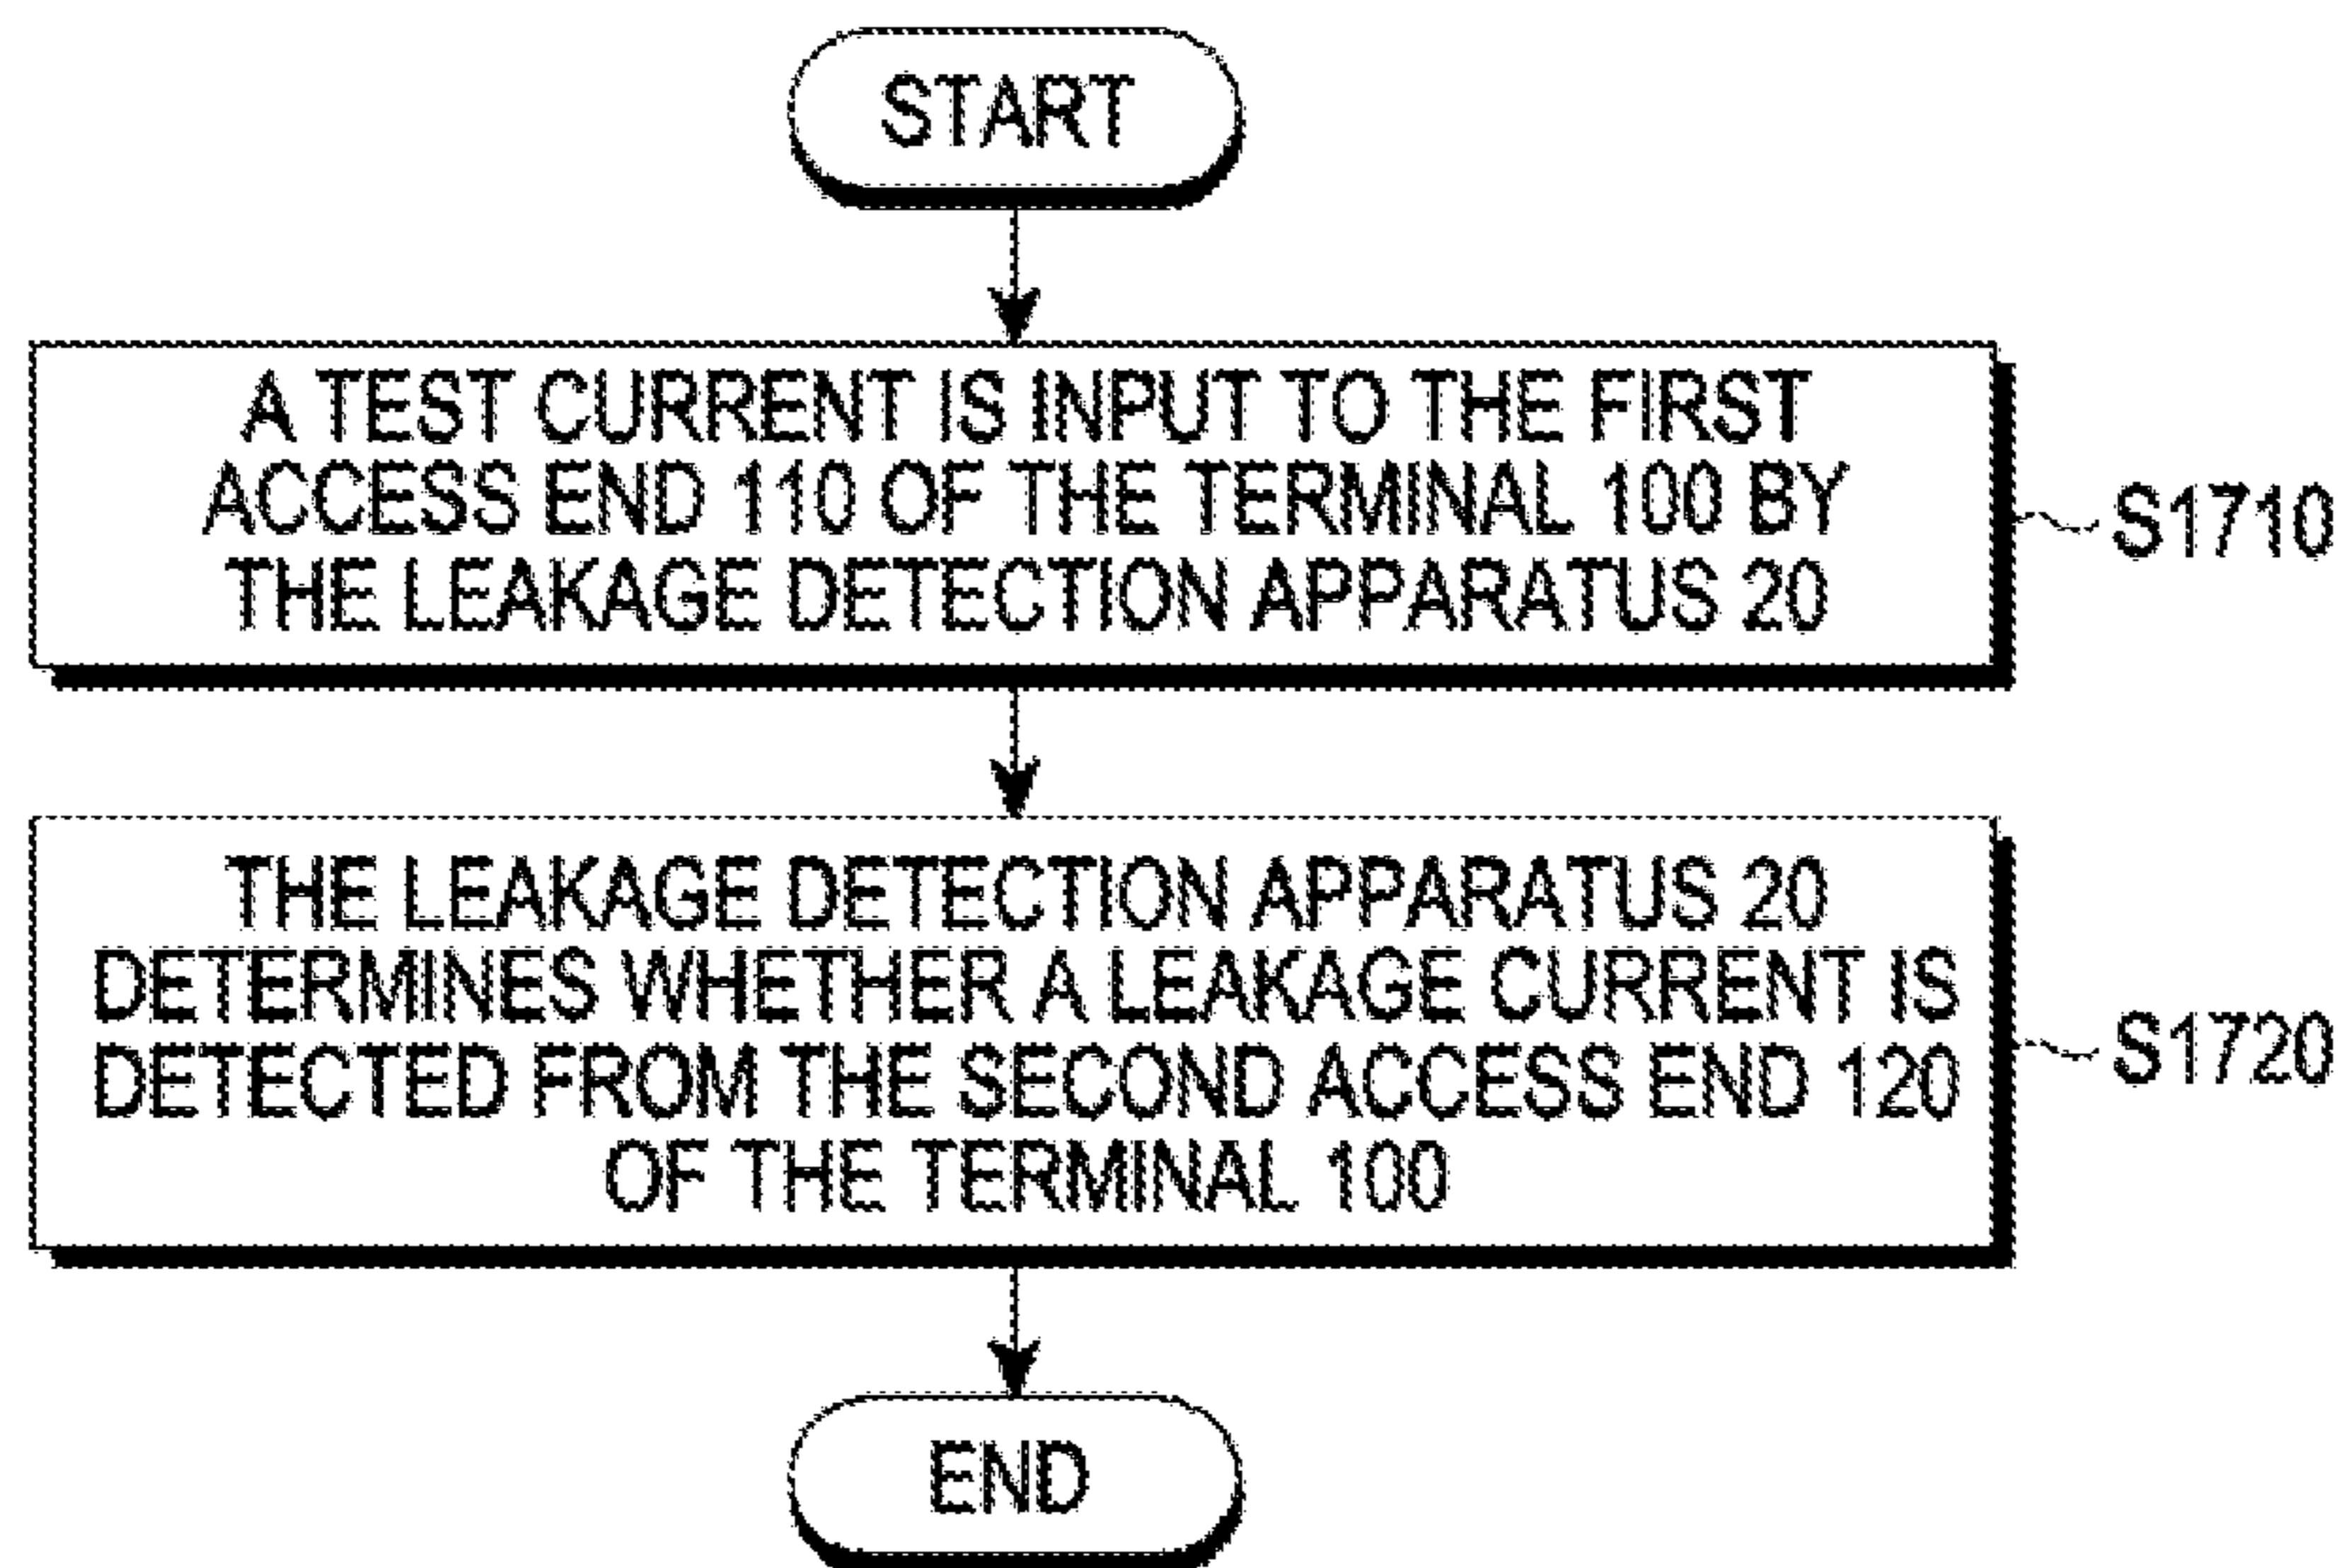 START
A TEST CURRENT IS INPUT TO THE FIRST
ACCESS END 110 OF THE TERMINAL 100 BY
THE LEAKAGE DETECTION APPARATUS 20
S1710
THE LEAKAGE DETECTION APPARATUS 20
DETERMINES WHETHER A LEAKAGE CURRENT IS
DETECTED FROM THE SECOND ACCESS END 120
OF THE TERMINAL 100
S1720
END